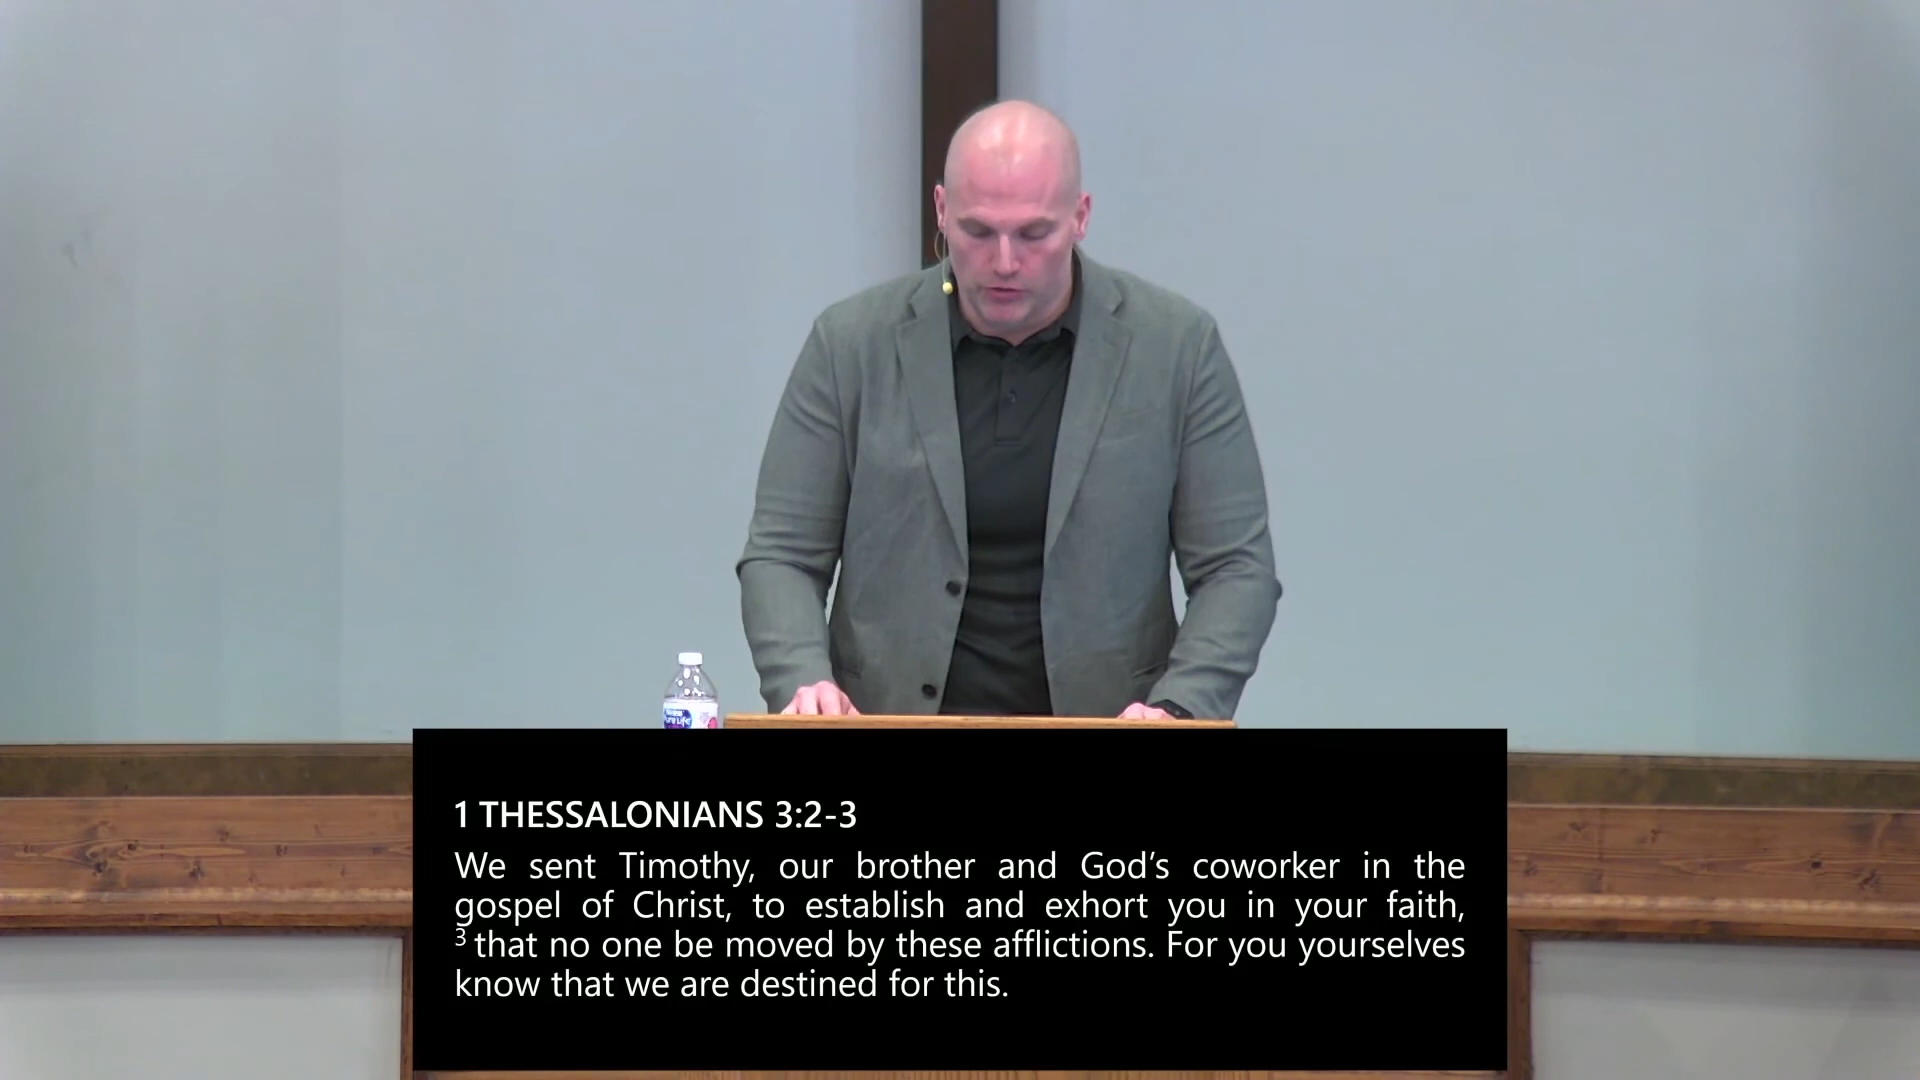 1 THESSALONIANS 3:2-3
We sent Timothy, our brother and God’s coworker in the
gospel of Christ, to establish and exhort you in your faith,
³ that no one be moved by these afflictions. For you yourselves
know that we are destined for this.
Pure Life